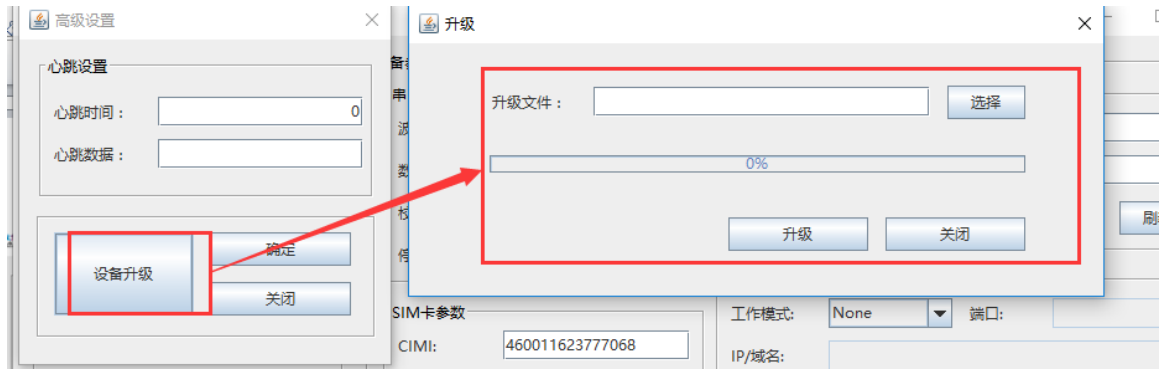 高级设置
心跳设置
心跳时间： 0
心跳数据：
设备升级
确定
关闭
升级
升级文件： 选择
0%
升级 关闭
串
SIM卡参数
CIMI: 460011623777068
工作模式: None 端口:
IP/域名: